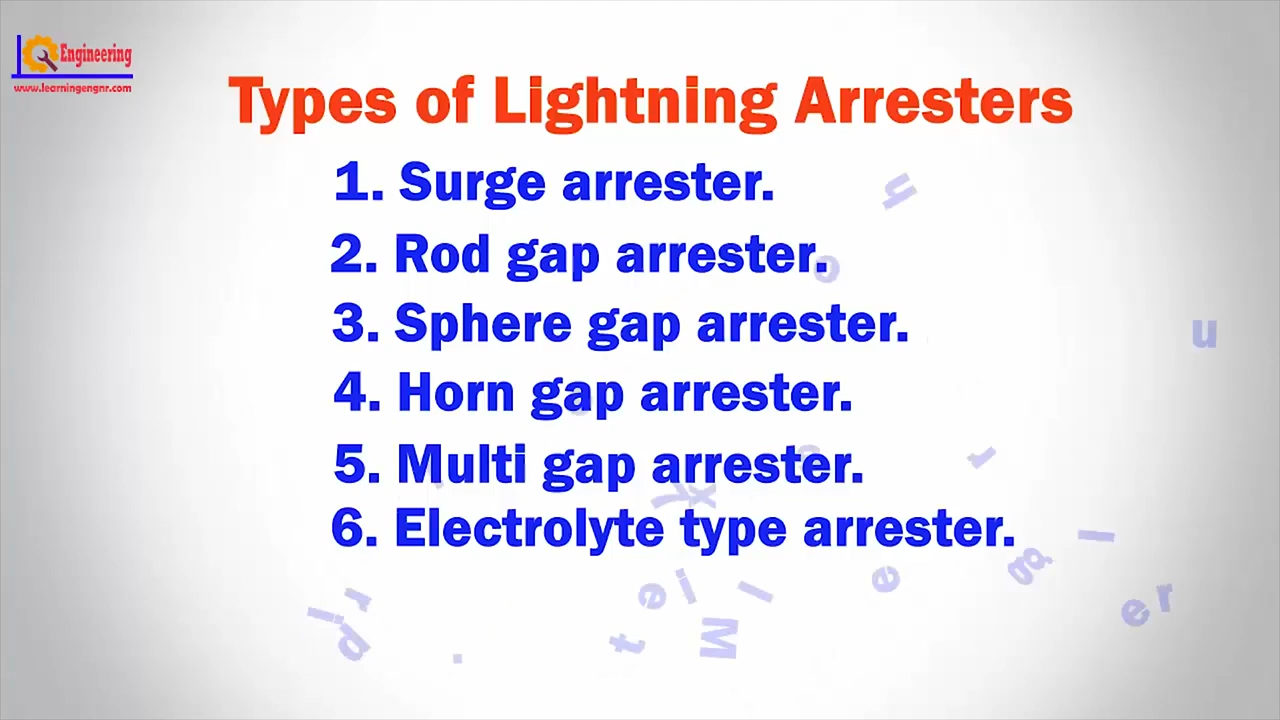 Engineering
www.learningengnr.com
Types of Lightning Arresters
1. Surge arrester.
2. Rod gap arrester.
3. Sphere gap arrester.
4. Horn gap arrester.
5. Multi gap arrester.
6. Electrolyte type arrester.